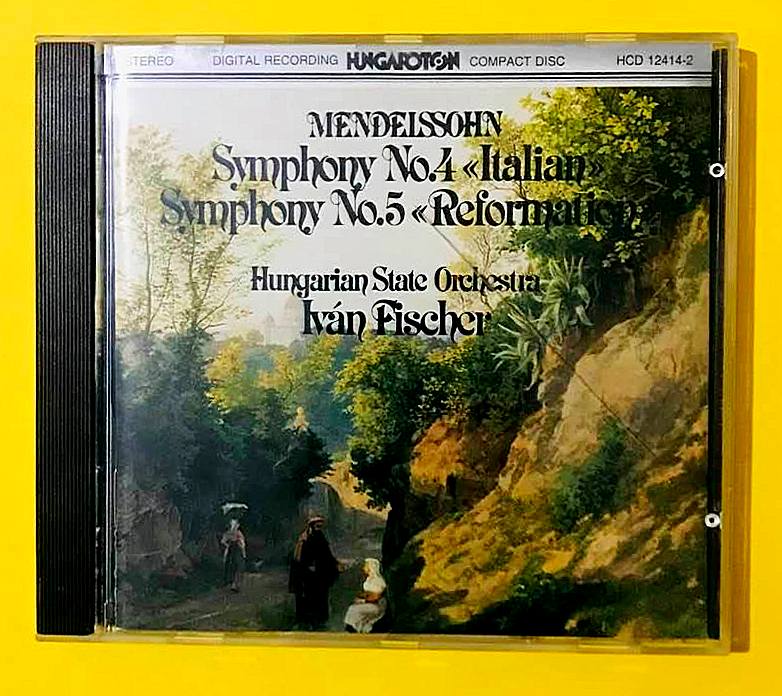 STEREO DIGITAL RECORDING HUNGAROTON COMPACT DISC HCD 12414-2
MENDELSSOHN
Symphony No.4 «Italian»
Symphony No.5 «Reformation»
Hungarian State Orchestra
Iván Fischer